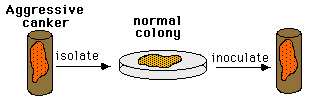 Aggressive
canker
isolate
normal
colony
inoculate